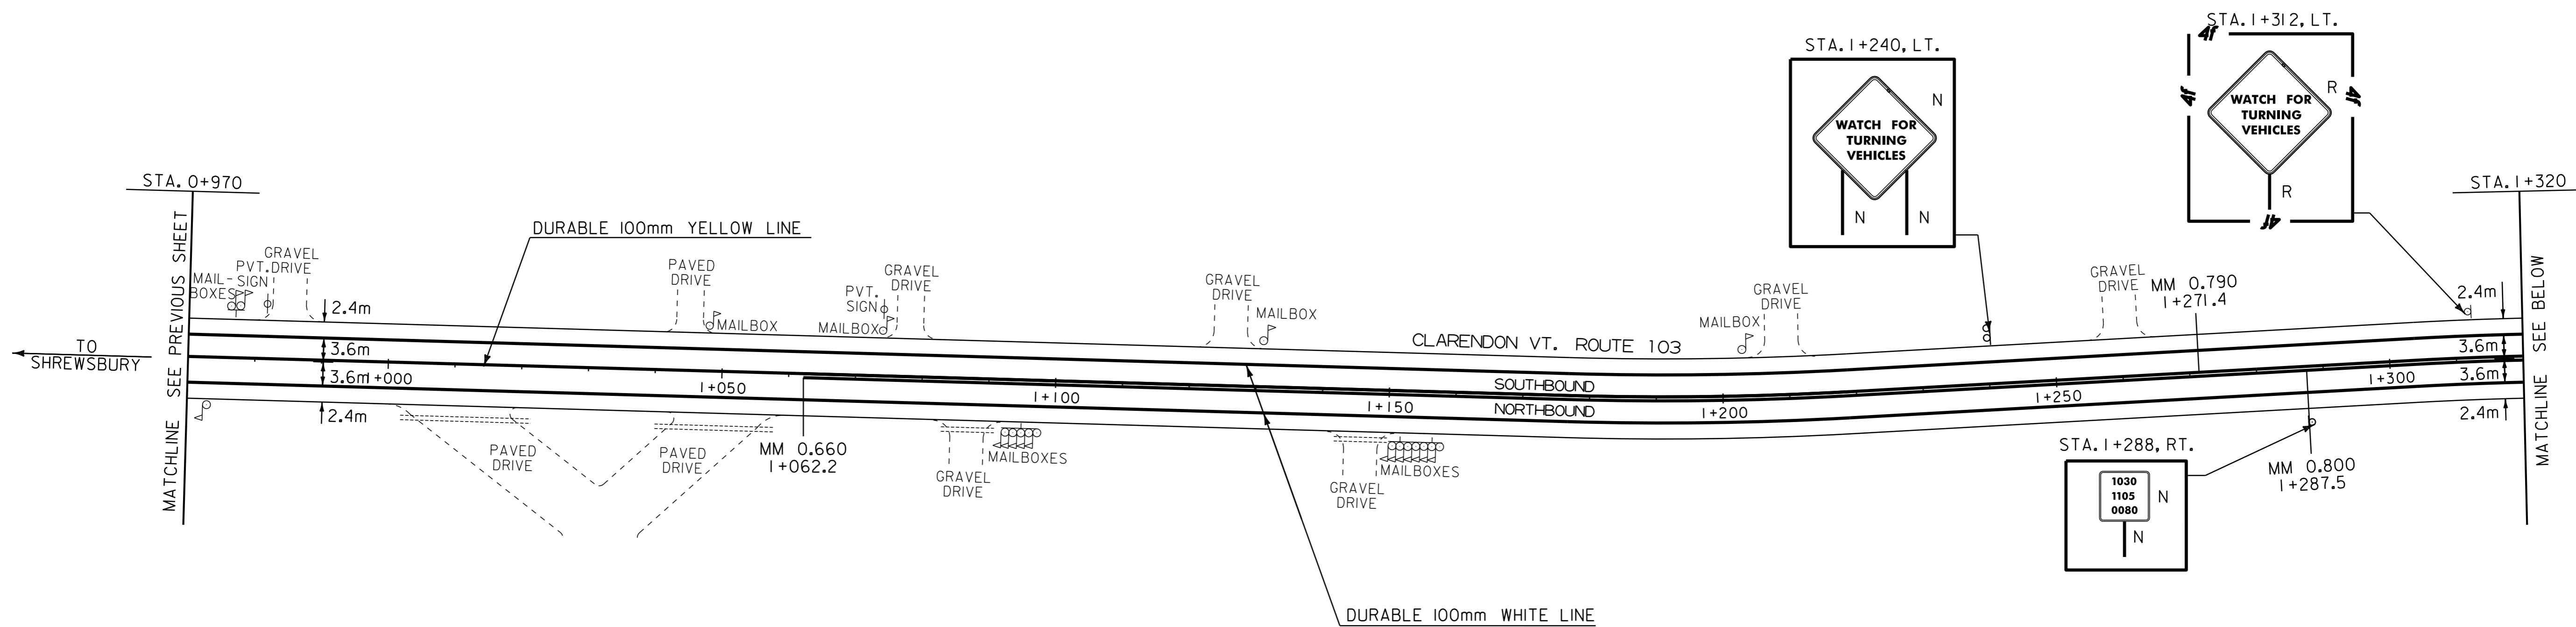 STA. 1+312, LT.
STA. 1+240, LT.
4f
4f
4f
4f
WATCH FOR
TURNING
VEHICLES
R
R
WATCH FOR
TURNING
VEHICLES
N
N
N
STA. 0+970
STA. 1+320
MATCHLINE SEE PREVIOUS SHEET
MATCHLINE SEE BELOW
DURABLE 100mm YELLOW LINE
MAIL-
BOXES
PVT.
SIGN
GRAVEL
DRIVE
2.4m
PAVED
DRIVE
MAILBOX
PVT.
SIGN
GRAVEL
DRIVE
MAILBOX
GRAVEL
DRIVE
MAILBOX
CLARENDON VT. ROUTE 103
GRAVEL
DRIVE
MAILBOX
GRAVEL
DRIVE
MM 0.790
1+271.4
2.4m
TO
SHREWSBURY
3.6m
3.6m
2.4m
1+000
1+050
1+100
1+150
1+200
1+250
1+300
SOUTHBOUND
NORTHBOUND
3.6m
3.6m
2.4m
PAVED
DRIVE
PAVED
DRIVE
MM 0.660
1+062.2
GRAVEL
DRIVE
MAILBOXES
GRAVEL
DRIVE
MAILBOXES
STA. 1+288, RT.
1030
1105
0080
N
N
MM 0.800
1+287.5
DURABLE 100mm WHITE LINE